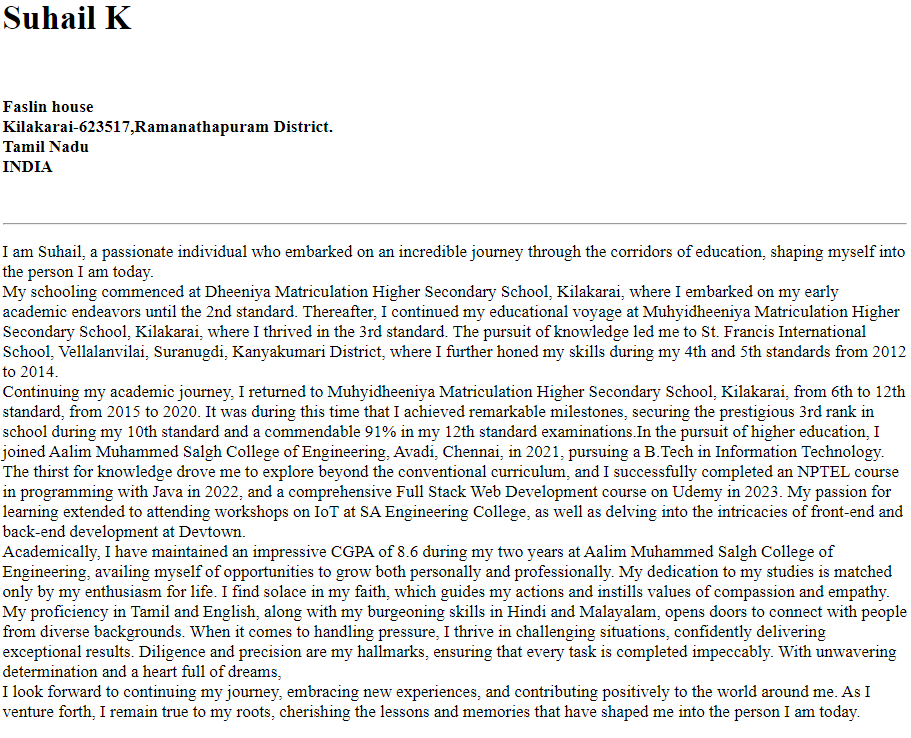 Suhail K
Faslin house
Kilakarai-623517,Ramanathapuram District.
Tamil Nadu
INDIA
I am Suhail, a passionate individual who embarked on an incredible journey through the corridors of education, shaping myself into
the person I am today.
My schooling commenced at Dheeniya Matriculation Higher Secondary School, Kilakarai, where I embarked on my early
academic endeavors until the 2nd standard. Thereafter, I continued my educational voyage at Muhyidheeniya Matriculation Higher
Secondary School, Kilakarai, where I thrived in the 3rd standard. The pursuit of knowledge led me to St. Francis International
School, Vellalanvilai, Suranugdi, Kanyakumari District, where I further honed my skills during my 4th and 5th standards from 2012
to 2014.
Continuing my academic journey, I returned to Muhyidheeniya Matriculation Higher Secondary School, Kilakarai, from 6th to 12th
standard, from 2015 to 2020. It was during this time that I achieved remarkable milestones, securing the prestigious 3rd rank in
school during my 10th standard and a commendable 91% in my 12th standard examinations.In the pursuit of higher education, I
joined Aalim Muhammed Salgh College of Engineering, Avadi, Chennai, in 2021, pursuing a B.Tech in Information Technology.
The thirst for knowledge drove me to explore beyond the conventional curriculum, and I successfully completed an NPTEL course
in programming with Java in 2022, and a comprehensive Full Stack Web Development course on Udemy in 2023. My passion for
learning extended to attending workshops on IoT at SA Engineering College, as well as delving into the intricacies of front-end and
back-end development at Devtown.
Academically, I have maintained an impressive CGPA of 8.6 during my two years at Aalim Muhammed Salgh College of
Engineering, availing myself of opportunities to grow both personally and professionally. My dedication to my studies is matched
only by my enthusiasm for life. I find solace in my faith, which guides my actions and instills values of compassion and empathy.
My proficiency in Tamil and English, along with my burgeoning skills in Hindi and Malayalam, opens doors to connect with people
from diverse backgrounds. When it comes to handling pressure, I thrive in challenging situations, confidently delivering
exceptional results. Diligence and precision are my hallmarks, ensuring that every task is completed impeccably. With unwavering
determination and a heart full of dreams,
I look forward to continuing my journey, embracing new experiences, and contributing positively to the world around me. As I
venture forth, I remain true to my roots, cherishing the lessons and memories that have shaped me into the person I am today.